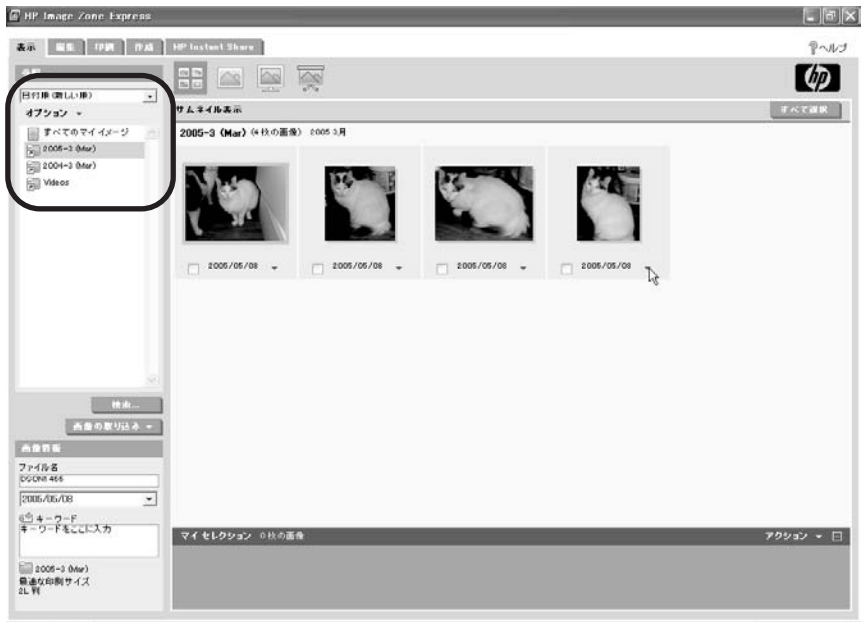 HP Image Zone Express
表示 編集 印刷 作成 HP Instant Share ヘルプ
日付順(新しい順)
オプション
すべてのマイ イメージ
2005-3 (Mar)
2004-3 (Mar)
Videos
サムネイル表示 すべて選択
2005-3 (Mar) (4 枚の画像) 2005 3月
2005/05/08 2005/05/08 2005/05/08 2005/05/08
検索...
画像の取り込み
画像情報
ファイル名
2005/05/08
キーワード
キーワードをここに入力
2005-3 (Mar)
最適な印刷サイズ
2L 判
マイ セレクション 0 枚の画像 アクション
hp